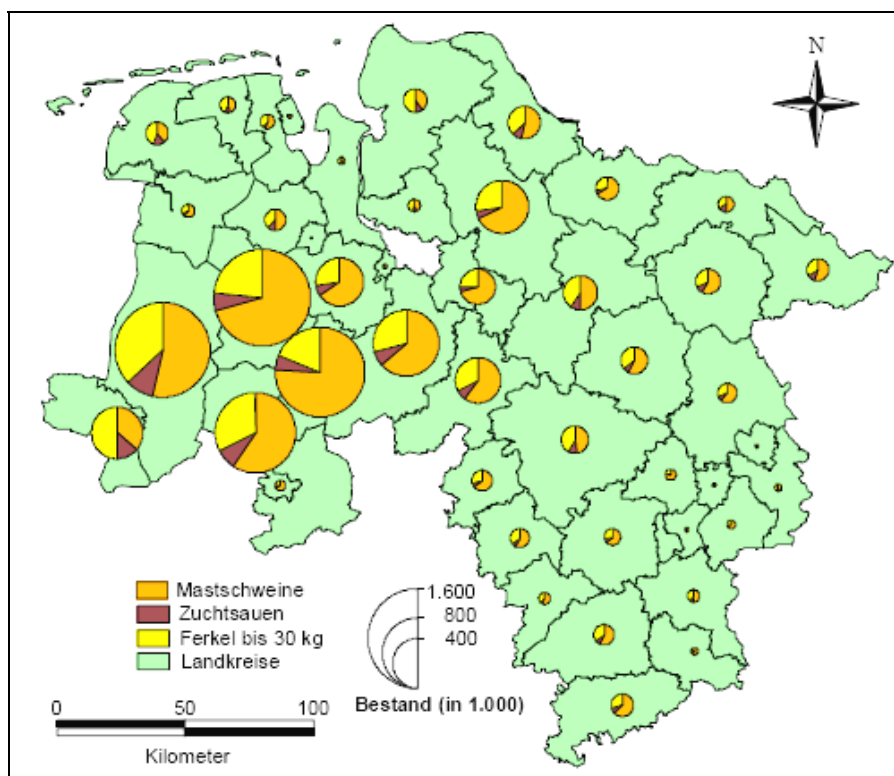 N
Mastschweine
Zuchtsauen
Ferkel bis 30 kg
Landkreise
1.600
800
400
Bestand (in 1.000)
0 50 100
Kilometer